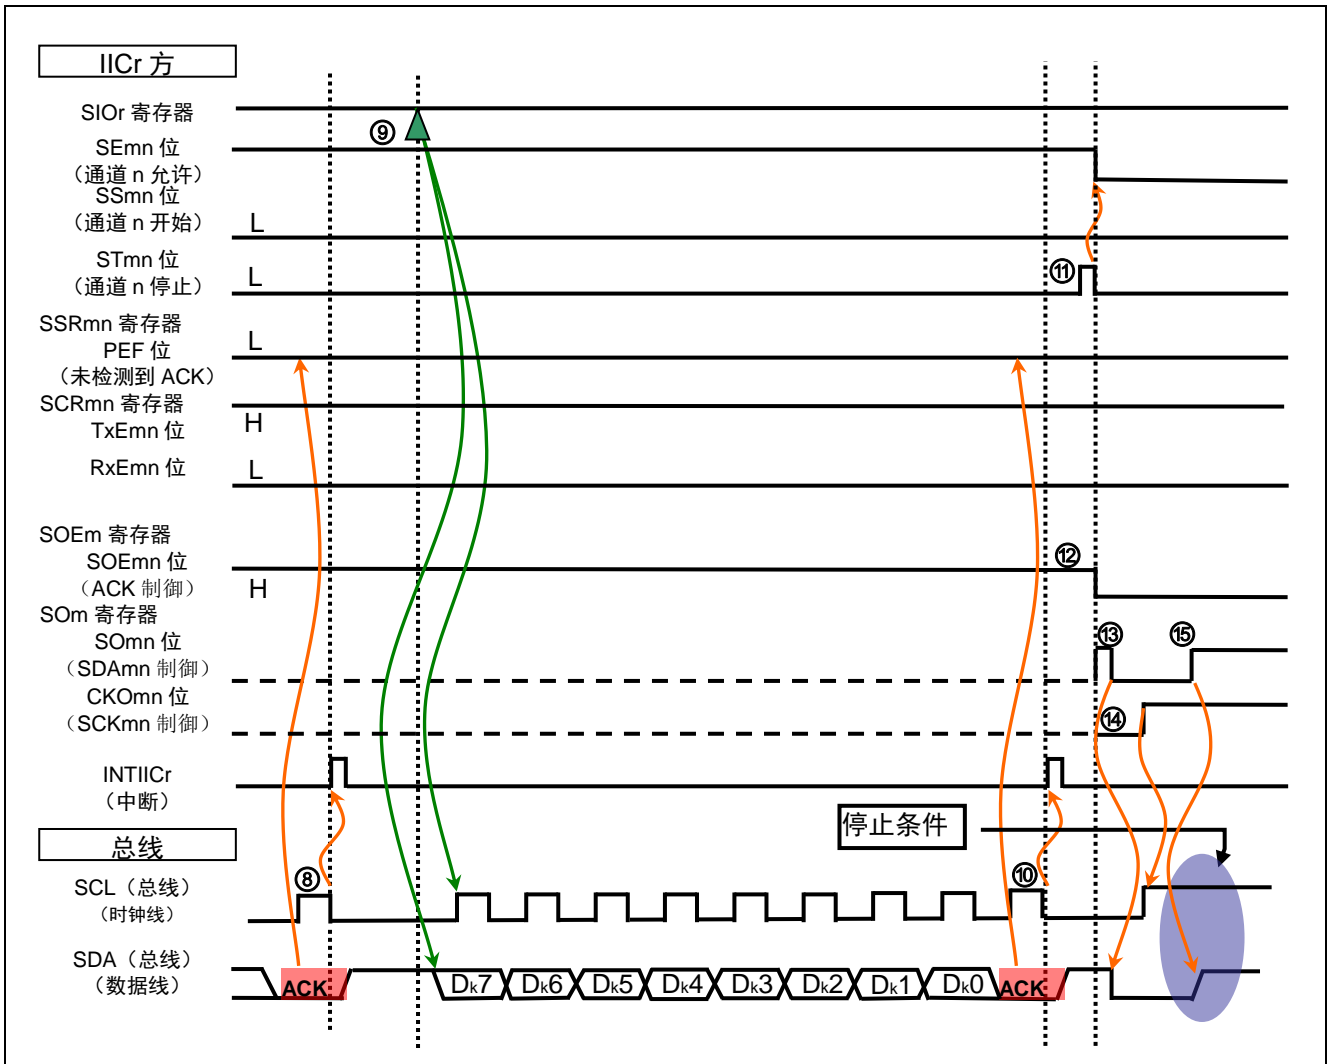 IICr 方
SIOr 寄存器
⑨
SEmn 位
（通道 n 允许）
SSmn 位
（通道 n 开始）
L
STmn 位
（通道 n 停止）
L
⑪
SSRmn 寄存器
PEF 位
（未检测到 ACK）
L
SCRmn 寄存器
TxEmn 位
H
RxEmn 位
L
SOEm 寄存器
SOEmn 位
（ACK 制御）
H
⑫
SOm 寄存器
SOmn 位
（SDAmn 制御）
⑬
⑮
CKOmn 位
（SCKmn 制御）
⑭
INTIICr
（中断）
停止条件
总线
SCL（总线）
（时钟线）
⑧
⑩
SDA（总线）
（数据线）
ACK Dk7 Dk6 Dk5 Dk4 Dk3 Dk2 Dk1 Dk0 ACK